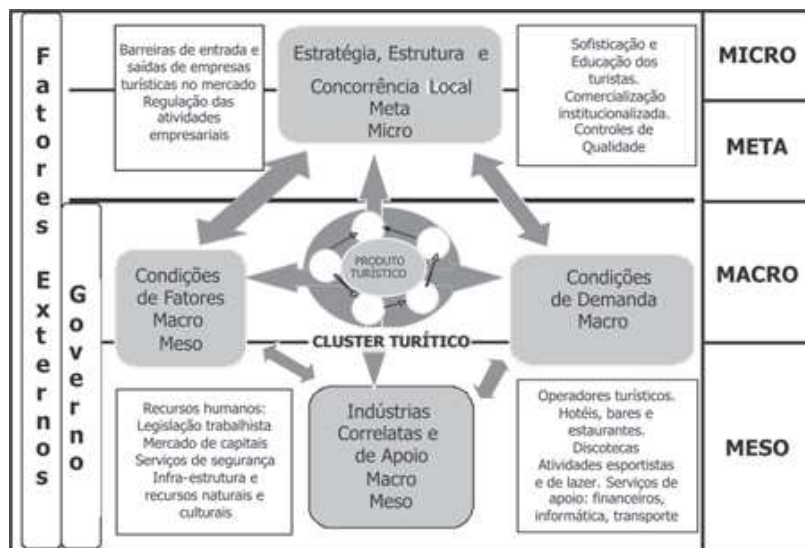 Fatores Externos
Governo
Barreiras de entrada e
saídas de empresas
turísticas no mercado
Regulação das
atividades
empresariais
Estratégia, Estrutura e
Concorrência Local
Meta
Micro
Sofisticação e
Educação dos
turistas.
Comercialização
institucionalizada.
Controles de
Qualidade
MICRO
META
MACRO
MESO
Condições
de Fatores
Macro
Meso
PRODUTO
TURÍSTICO
CLUSTER TURÍTICO
Condições
de Demanda
Macro
Recursos humanos:
Legislação trabalhista
Mercado de capitais
Serviços de segurança
Infra-estrutura e
recursos naturais e
culturais
Indústrias
Correlatas e
de Apoio
Macro
Meso
Operadores turísticos.
Hotéis, bares e
estaurantes.
Discotecas
Atividades esportistas
e de lazer. Serviços de
apoio: financeiros,
informática, transporte